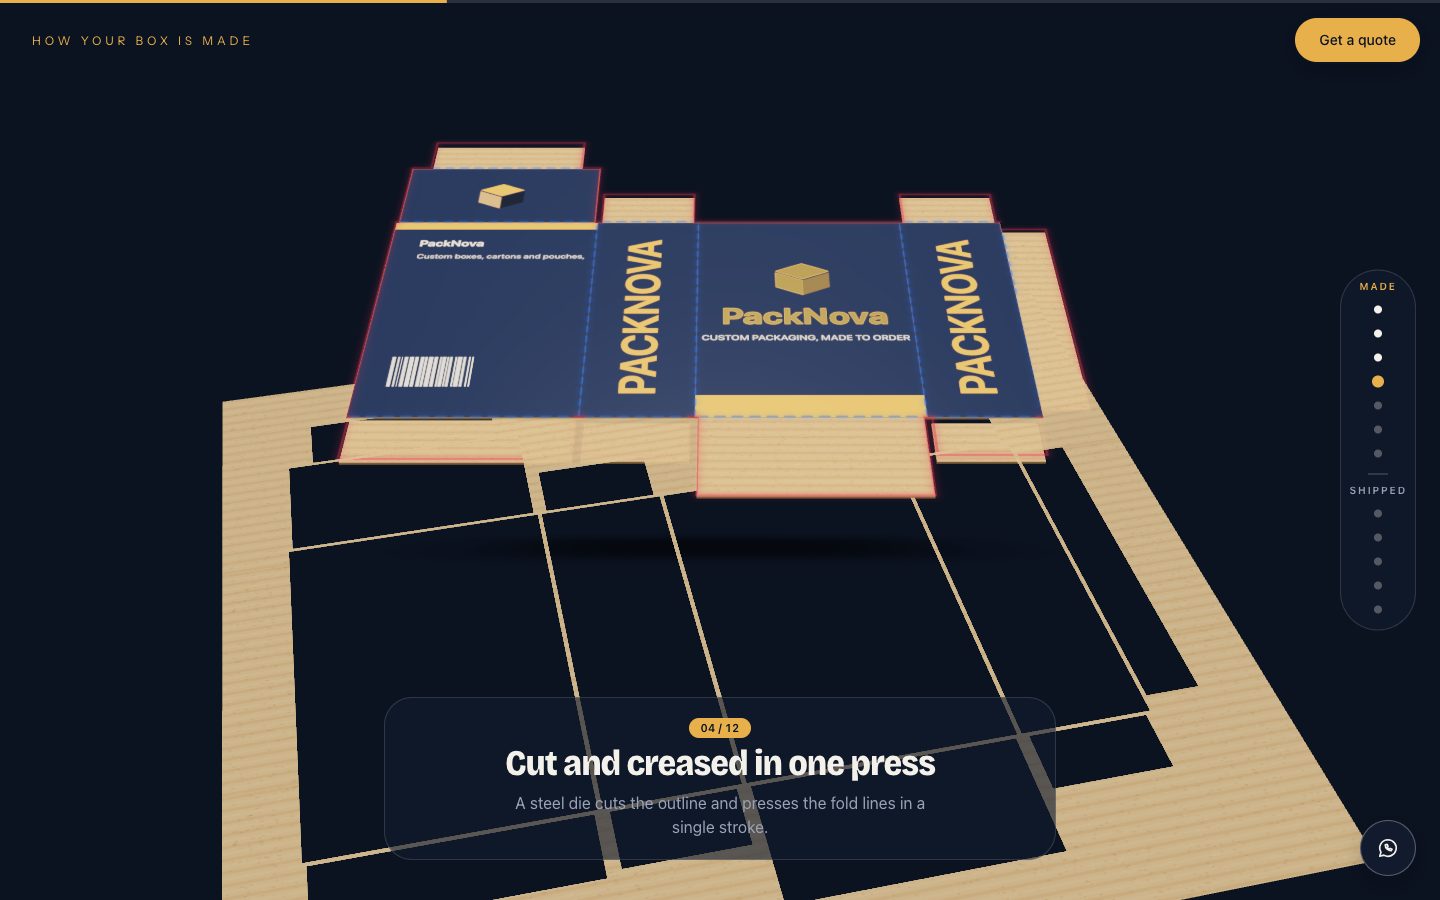 HOW YOUR BOX IS MADE
Get a quote
PackNova
Custom boxes, cartons and pouches,
PACKNOVA
PackNova
CUSTOM PACKAGING, MADE TO ORDER
PACKNOVA
MADE
SHIPPED
04 / 12
Cut and creased in one press
A steel die cuts the outline and presses the fold lines in a
single stroke.